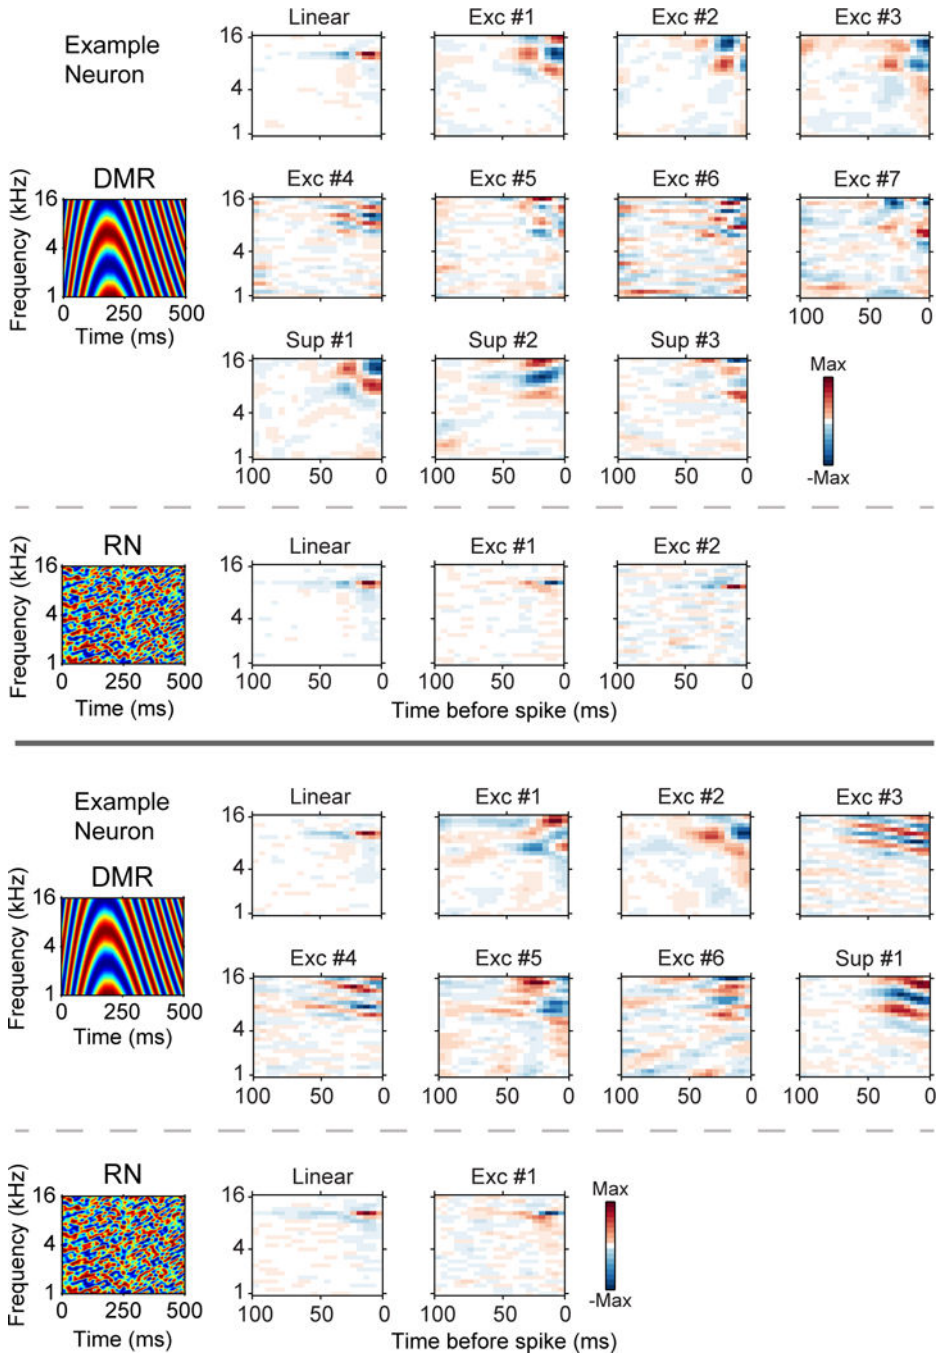 Linear Exc #1 Exc #2 Exc #3
Example
Neuron
16
4
1
DMR
Exc #4 Exc #5 Exc #6 Exc #7
Frequency (kHz)
16
4
1
0 250 500
Time (ms)
16
4
1
100 50 0
Sup #1 Sup #2 Sup #3
16
4
1
100 50 0 100 50 0 100 50 0
Max
-Max
RN
Linear Exc #1 Exc #2
Frequency (kHz)
16
4
1
0 250 500
Time (ms)
16
4
1
100 50 0 100 50 0 100 50 0
Time before spike (ms)
Example
Neuron
Linear Exc #1 Exc #2 Exc #3
16
4
1
DMR
Frequency (kHz)
16
4
1
0 250 500
Time (ms)
Exc #4 Exc #5 Exc #6 Sup #1
16
4
1
100 50 0 100 50 0 100 50 0 100 50 0
RN
Linear Exc #1
Frequency (kHz)
16
4
1
0 250 500
Time (ms)
16
4
1
100 50 0 100 50 0
Time before spike (ms)
Max
-Max